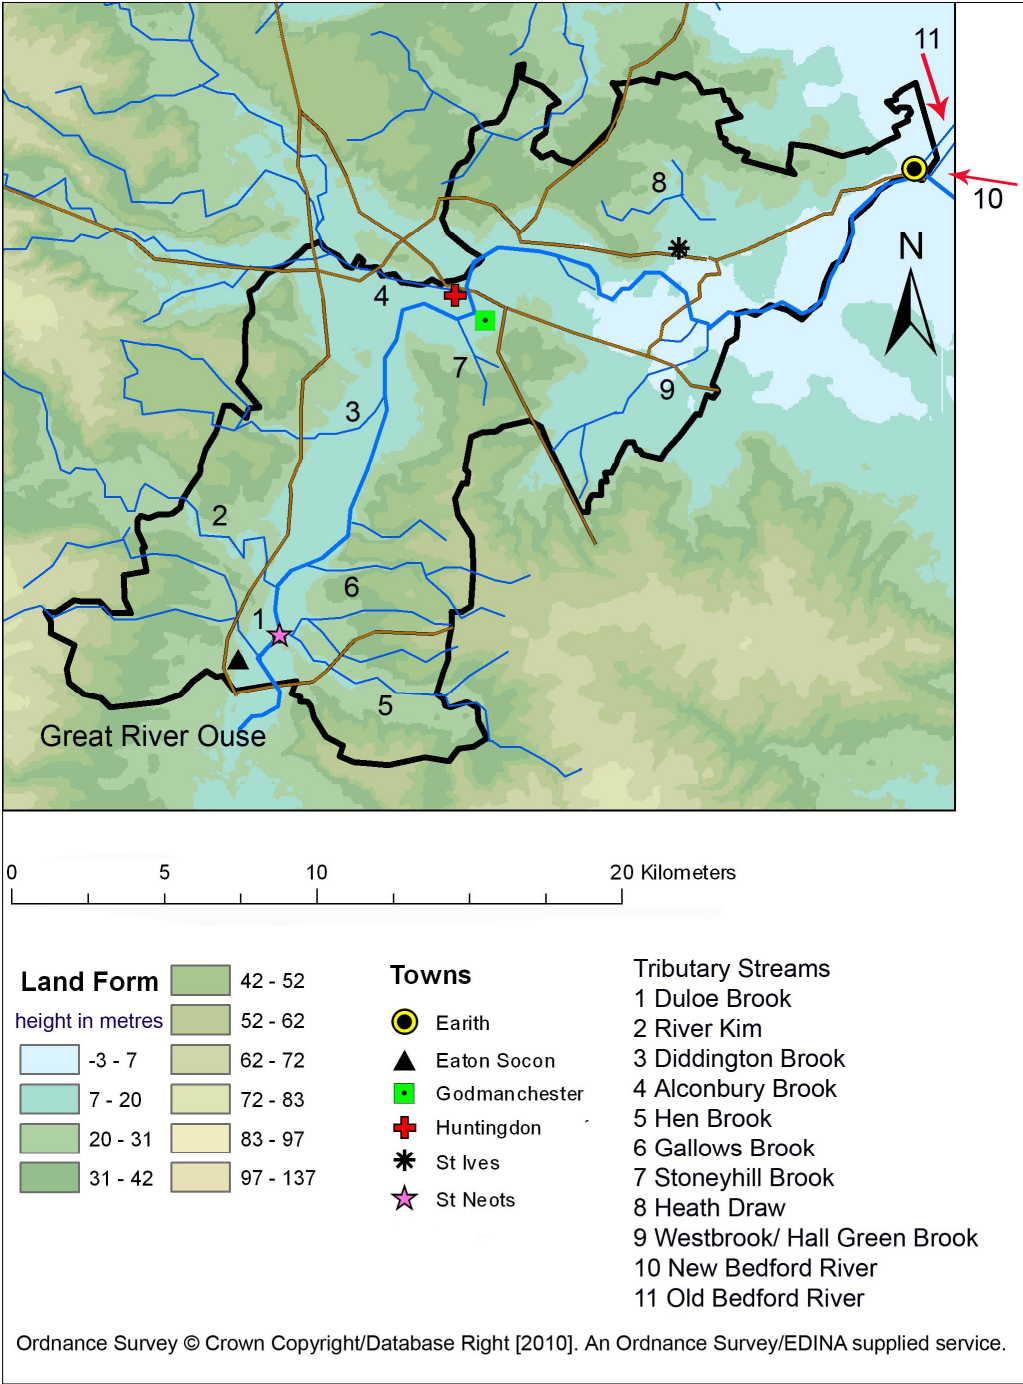 11
8
10
N
4
7
9
3
2
6
1
5
Great River Ouse
0 5 10 20 Kilometers
Land Form
height in metres
-3 - 7
7 - 20
20 - 31
31 - 42
42 - 52
52 - 62
62 - 72
72 - 83
83 - 97
97 - 137
Towns
Earith
Eaton Socon
Godmanchester
Huntingdon
St Ives
St Neots
Tributary Streams
1 Duloe Brook
2 River Kim
3 Diddington Brook
4 Alconbury Brook
5 Hen Brook
6 Gallows Brook
7 Stoneyhill Brook
8 Heath Draw
9 Westbrook/ Hall Green Brook
10 New Bedford River
11 Old Bedford River
Ordnance Survey © Crown Copyright/Database Right [2010]. An Ordnance Survey/EDINA supplied service.